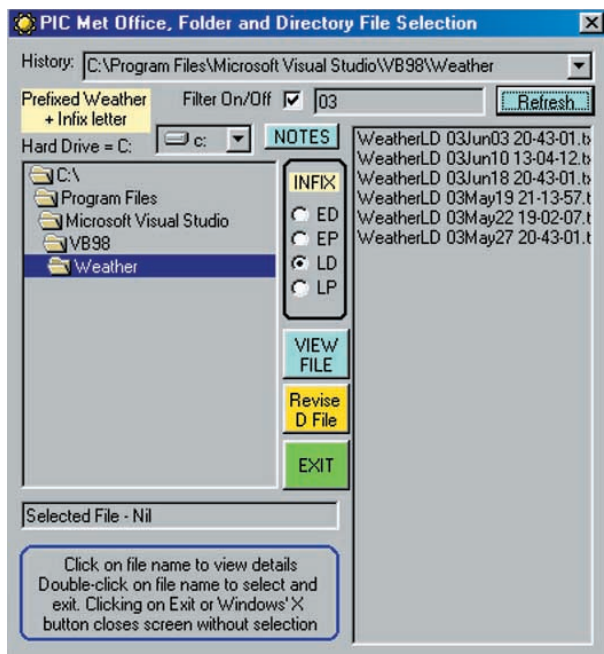 PIC Met Office, Folder and Directory File Selection
History: C:\Program Files\Microsoft Visual Studio\VB98\Weather
Prefixed Weather
+ Infix letter
Filter On/Off 03 Refresh
Hard Drive = C: c: NOTES
C:\
Program Files
Microsoft Visual Studio
VB98
Weather
INFIX
ED
EP
LD
LP
VIEW
FILE
Revise
D File
EXIT
WeatherLD 03Jun03 20-43-01.t
WeatherLD 03Jun10 13-04-12.t
WeatherLD 03Jun18 20-43-01.t
WeatherLD 03May19 21-13-57.t
WeatherLD 03May22 19-02-07.t
WeatherLD 03May27 20-43-01.t
Selected File - Nil
Click on file name to view details
Double-click on file name to select and
exit. Clicking on Exit or Windows' X
button closes screen without selection